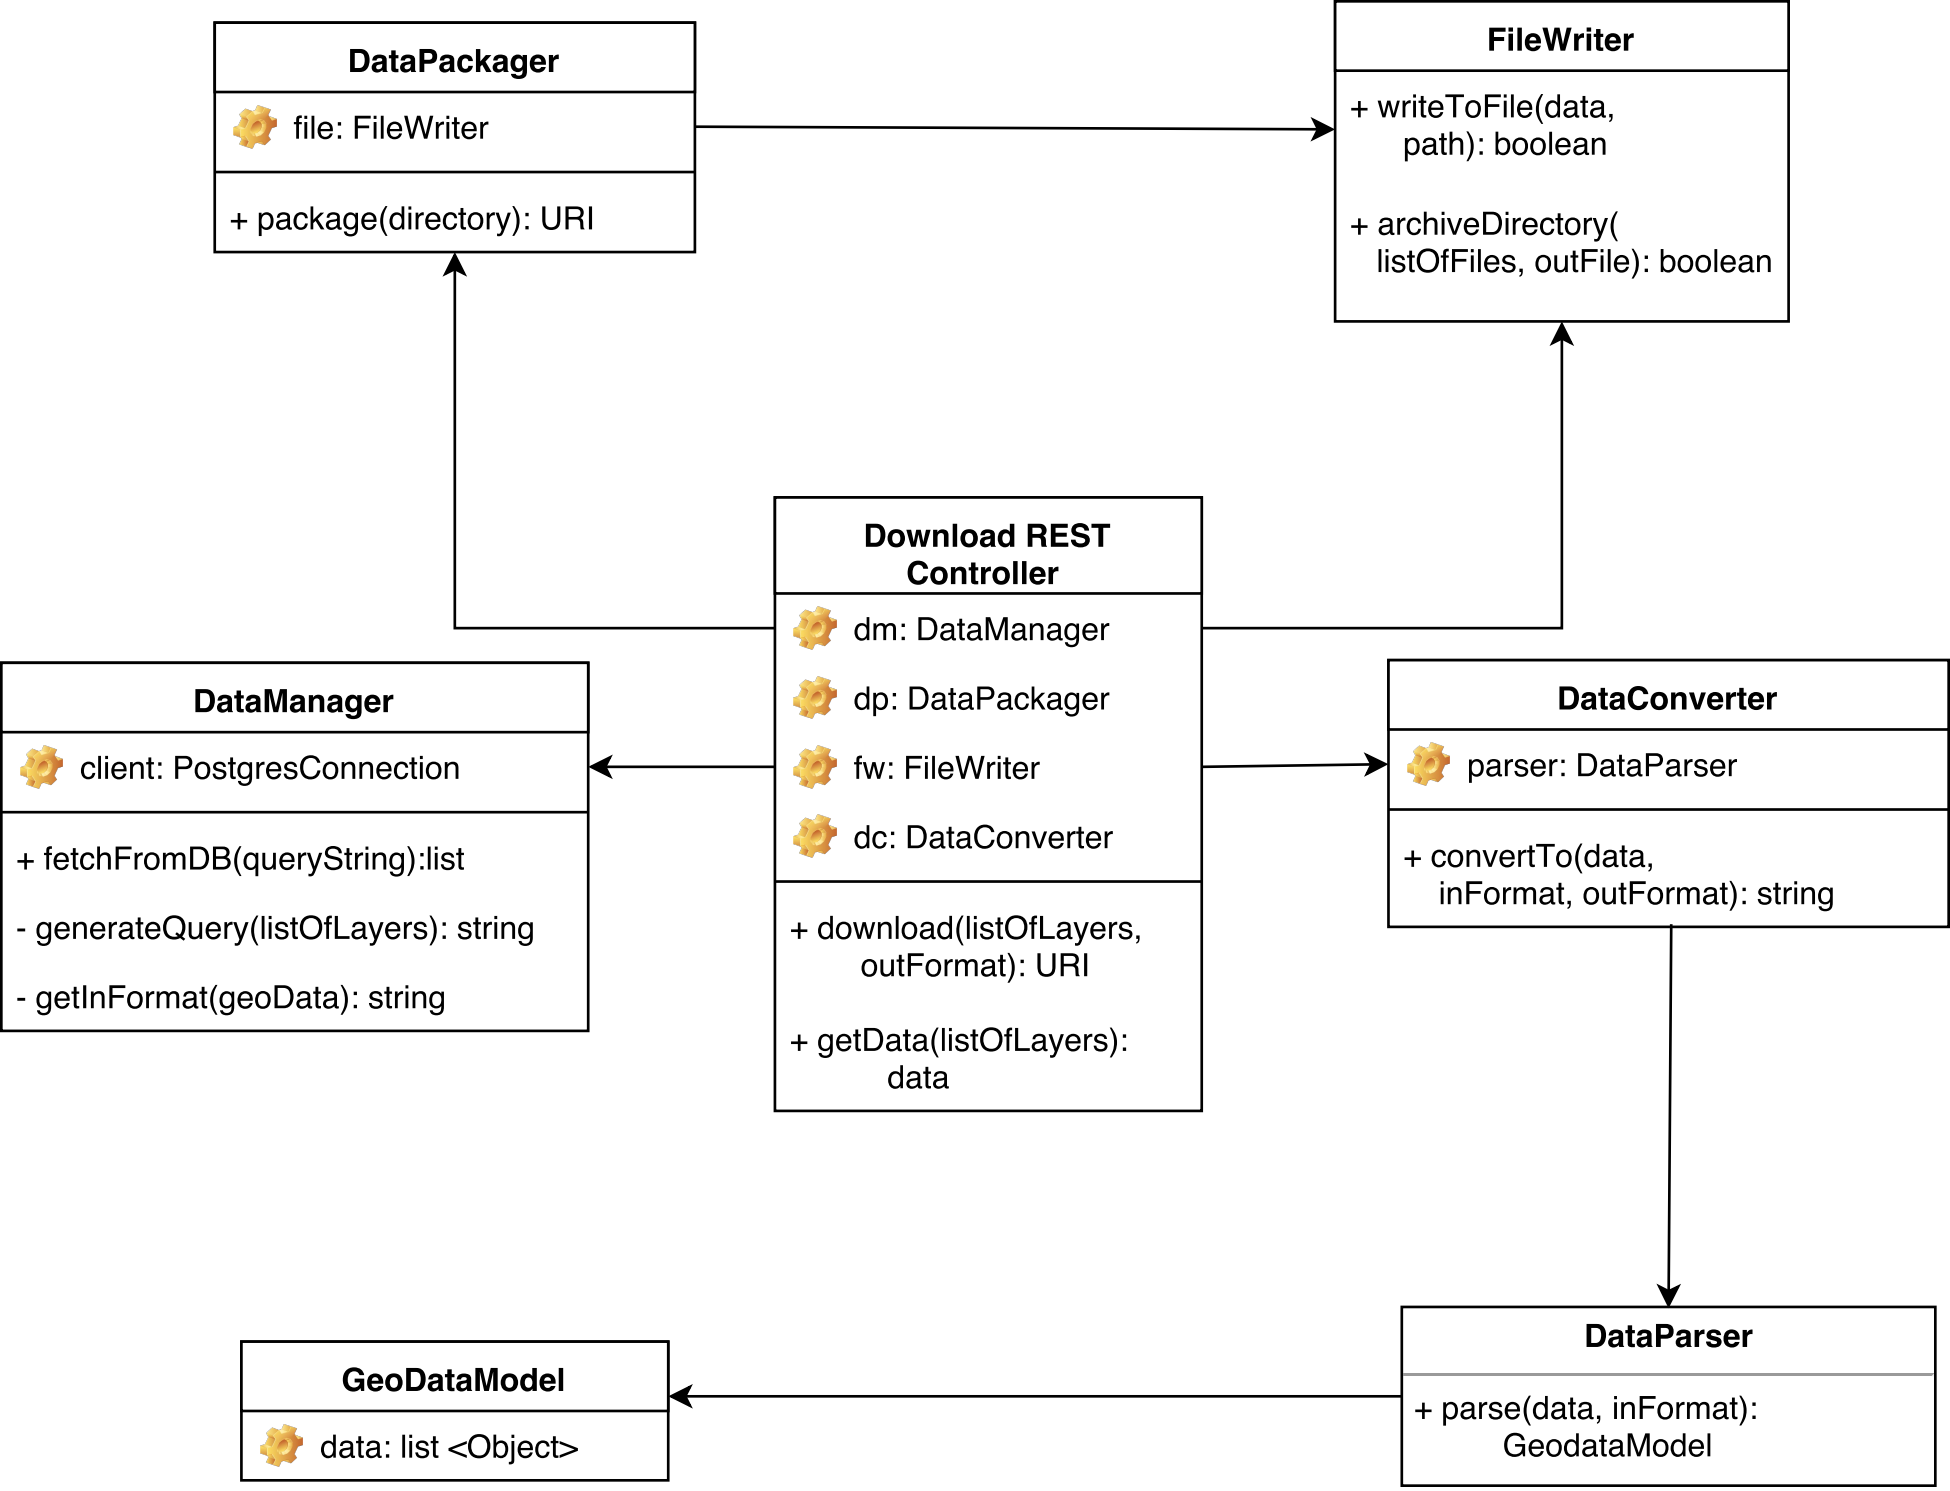 DataPackager
file: FileWriter
+ package(directory): URI
FileWriter
+ writeToFile(data,
path): boolean
+ archiveDirectory(
listOfFiles, outFile): boolean
Download REST
Controller
dm: DataManager
dp: DataPackager
fw: FileWriter
dc: DataConverter
+ download(listOfLayers,
outFormat): URI
+ getData(listOfLayers):
data
DataManager
client: PostgresConnection
+ fetchFromDB(queryString):list
- generateQuery(listOfLayers): string
- getInFormat(geoData): string
DataConverter
parser: DataParser
+ convertTo(data,
inFormat, outFormat): string
GeoDataModel
data: list <Object>
DataParser
+ parse(data, inFormat):
GeodataModel